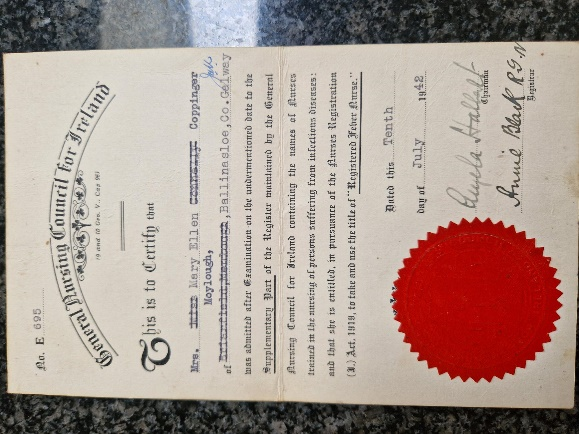 No. E 695
General Nursing Council for Ireland
9 and 10 Geo. V., Cap 96
This is to Certify that
Mrs. Mary Ellen Connolly Coppinger
Moylough,
of Ballinasloe, Co. Galway
was admitted after Examination on the undermentioned date to the
Supplementary Part of the Register maintained by the General
Nursing Council for Ireland containing the names of Nurses
trained in the nursing of persons suffering from infectious diseases:
and that she is entitled, in pursuance of the Nurses Registration
(I.) Act, 1919, to take and use the title of "Registered Fever Nurse."
Dated this Tenth
day of July 1942
Chairman
Annie Black R.G.N
Registrar